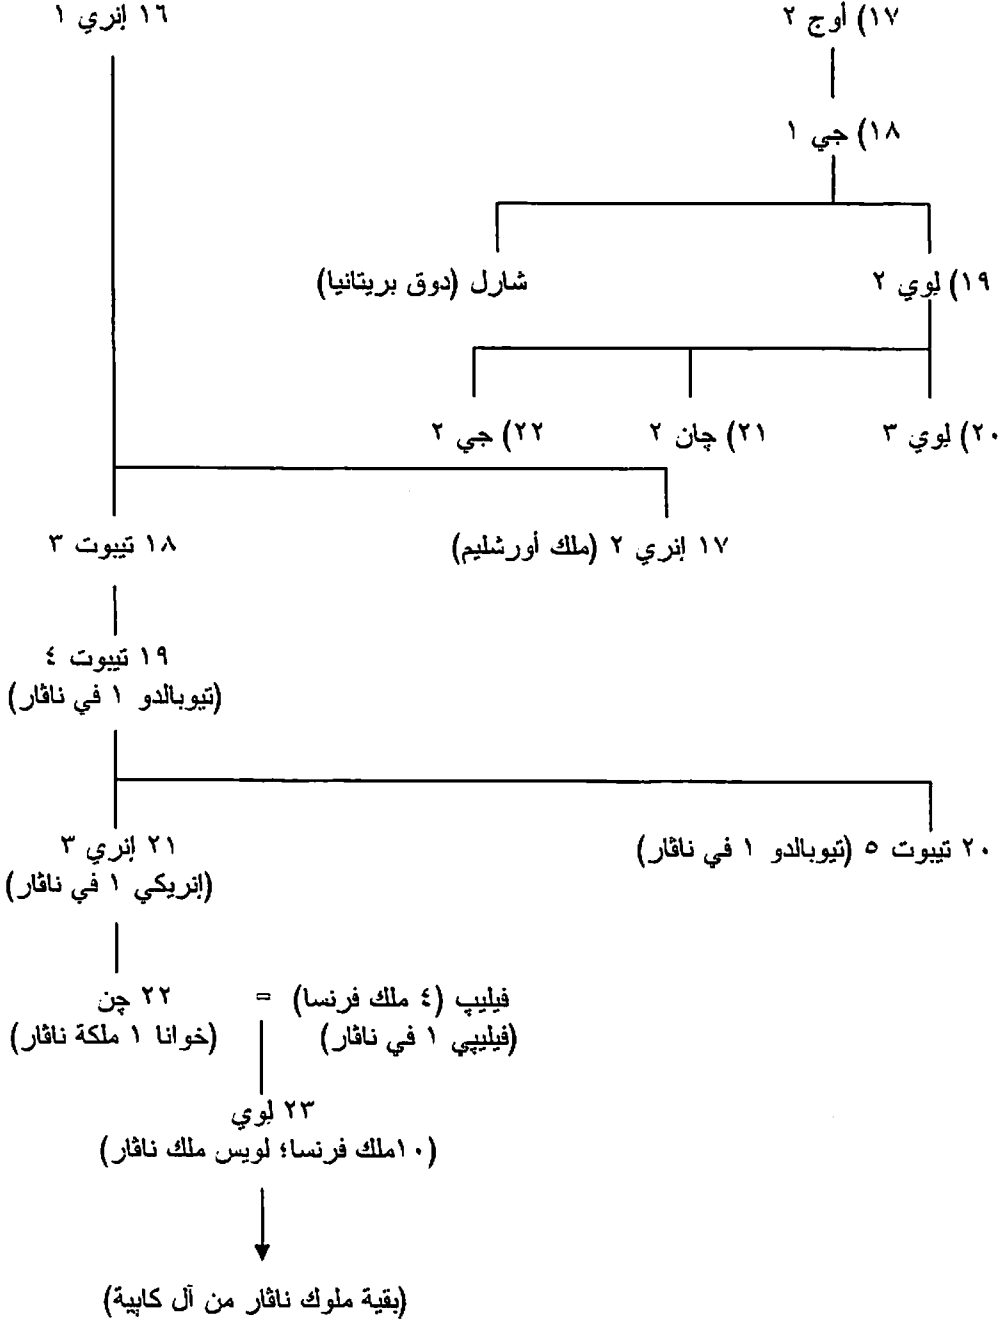 ١٧) أوج ٢
١٦ إنري ١
١٨) جي ١
١٩) لوي ٢
شارل (دوق بريتانيا)
٢٠) لوي ٣
٢١) چان ٢
٢٢) جي ٢
١٧ إنري ٢ (ملك أورشليم)
١٨ تيبوت ٣
١٩ تيبوت ٤
(تيوبالدو ١ في ناڤار)
٢٠ تيبوت ٥ (تيوبالدو ١ في ناڤار)
٢١ إنري ٣
(إنريكي ١ في ناڤار)
فيليپ (٤ ملك فرنسا) = ٢٢ چن
(فيليپي ١ في ناڤار) (خوانا ١ ملكة ناڤار)
٢٣ لوي
(١٠ملك فرنسا؛ لويس ملك ناڤار)
(بقية ملوك ناڤار من آل كاپية)